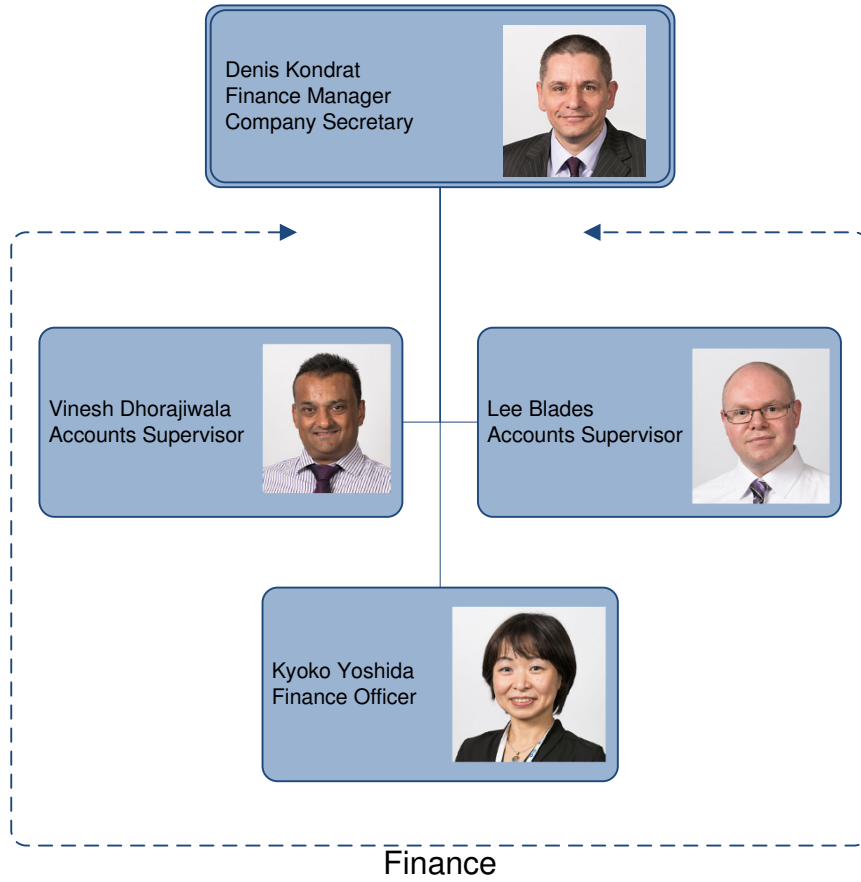 Denis Kondrat
Finance Manager
Company Secretary
Vinesh Dhorajiwala
Accounts Supervisor
Lee Blades
Accounts Supervisor
Kyoko Yoshida
Finance Officer
Finance